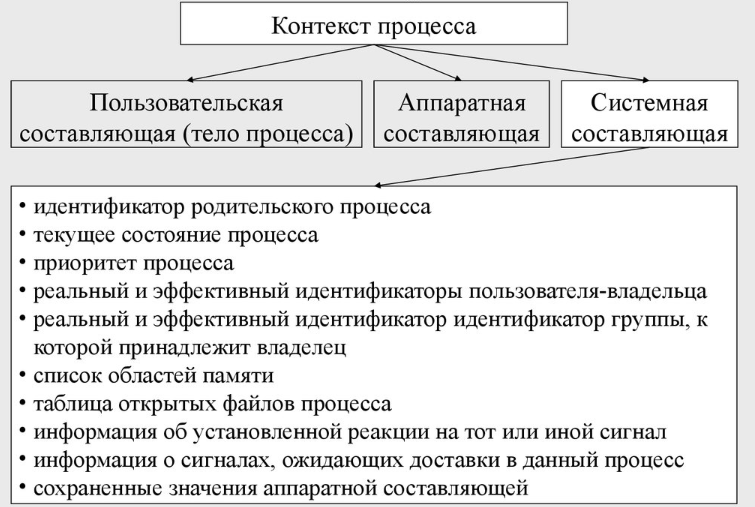 Контекст процесса
Пользовательская
составляющая (тело процесса)
Аппаратная
составляющая
Системная
составляющая
• идентификатор родительского процесса
• текущее состояние процесса
• приоритет процесса
• реальный и эффективный идентификаторы пользователя-владельца
• реальный и эффективный идентификатор идентификатор группы, к
которой принадлежит владелец
• список областей памяти
• таблица открытых файлов процесса
• информация об установленной реакции на тот или иной сигнал
• информация о сигналах, ожидающих доставки в данный процесс
• сохраненные значения аппаратной составляющей